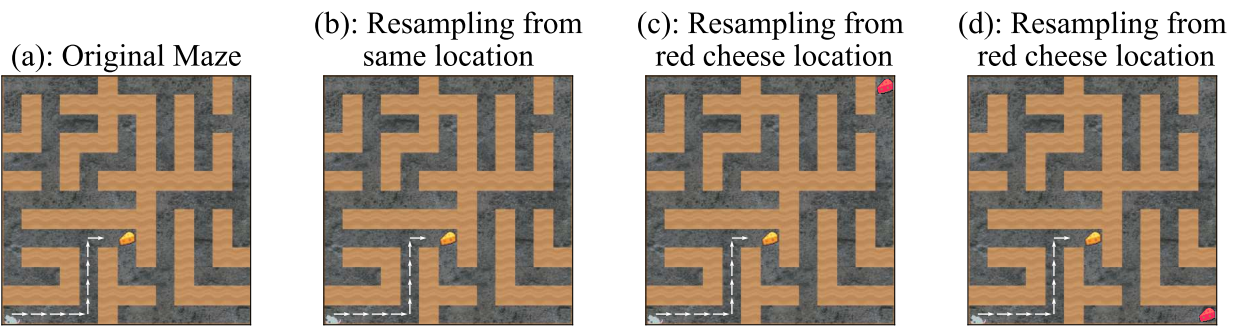 (a): Original Maze
(b): Resampling from
same location
(c): Resampling from
red cheese location
(d): Resampling from
red cheese location